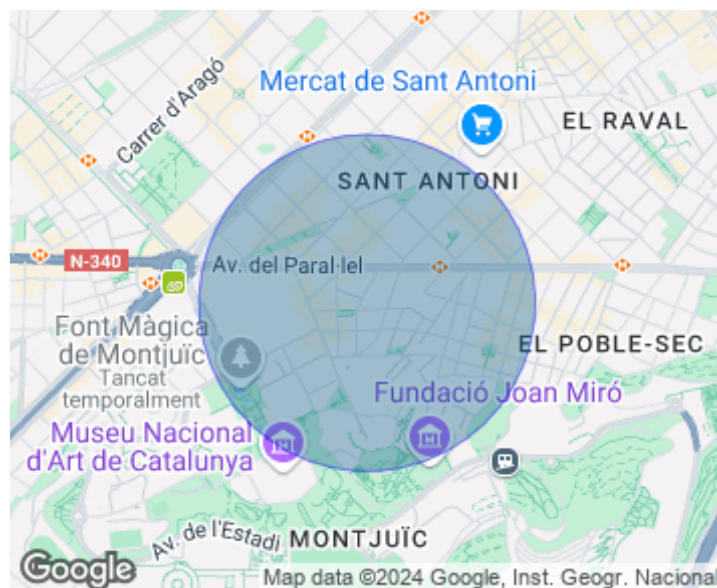 Carrer d'Aragó
Mercat de Sant Antoni
EL RAVAL
SANT ANTONI
N-340
Av. del Paral·lel
Font Màgica
de Montjuïc
Tancat
temporalment
EL POBLE-SEC
Fundació Joan Miró
Museu Nacional
d'Art de Catalunya
Av. de l'Estadi
MONTJUÏC
Google
Map data ©2024 Google, Inst. Geogr. Nacional